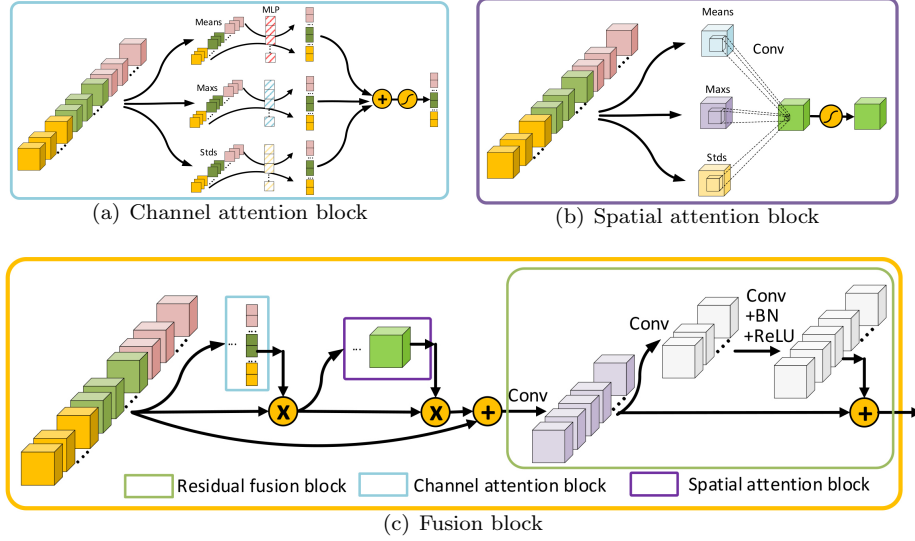 Means
MLP
Maxs
Stds
(a) Channel attention block
Means
Conv
Maxs
Stds
(b) Spatial attention block
Conv
Conv
Conv
+BN
+ReLU
Residual fusion block
Channel attention block
Spatial attention block
(c) Fusion block